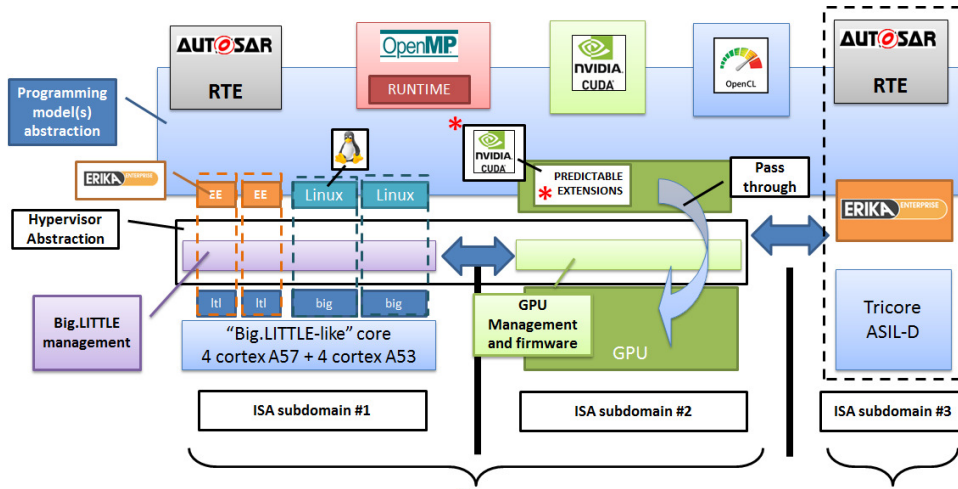 AUTOSAR
RTE
OpenMP
RUNTIME
NVIDIA.
CUDA
OpenCL
AUTOSAR
RTE
Programming
model(s)
abstraction
*
NVIDIA.
CUDA
PREDICTABLE
* EXTENSIONS
Pass
through
ERIKA ENTERPRISE
EE
EE
Linux
Linux
ERIKA ENTERPRISE
Hypervisor
Abstraction
Big.LITTLE
management
ltl
ltl
big
big
GPU
Management
and firmware
GPU
Tricore
ASIL-D
“Big.LITTLE-like” core
4 cortex A57 + 4 cortex A53
ISA subdomain #1
ISA subdomain #2
ISA subdomain #3